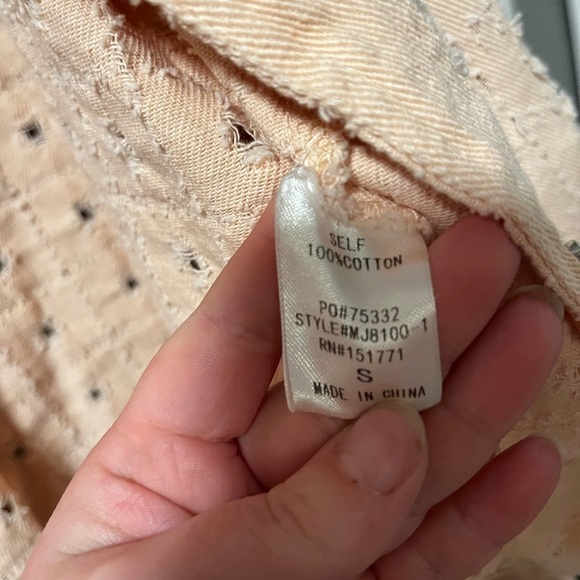 SELF
100%COTTON
PO#75332
STYLE#MJ8100-1
RN#151771
S
MADE IN CHINA